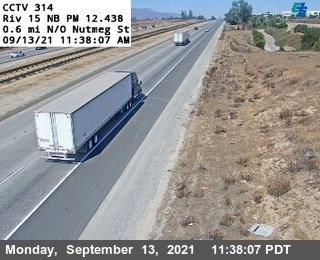 CCTV 314
Riv 15 NB PM 12.438
0.6 mi N/O Nutmeg St
09/13/21 11:38:07 AM
Monday, September 13, 2021 11:38:07 PDT